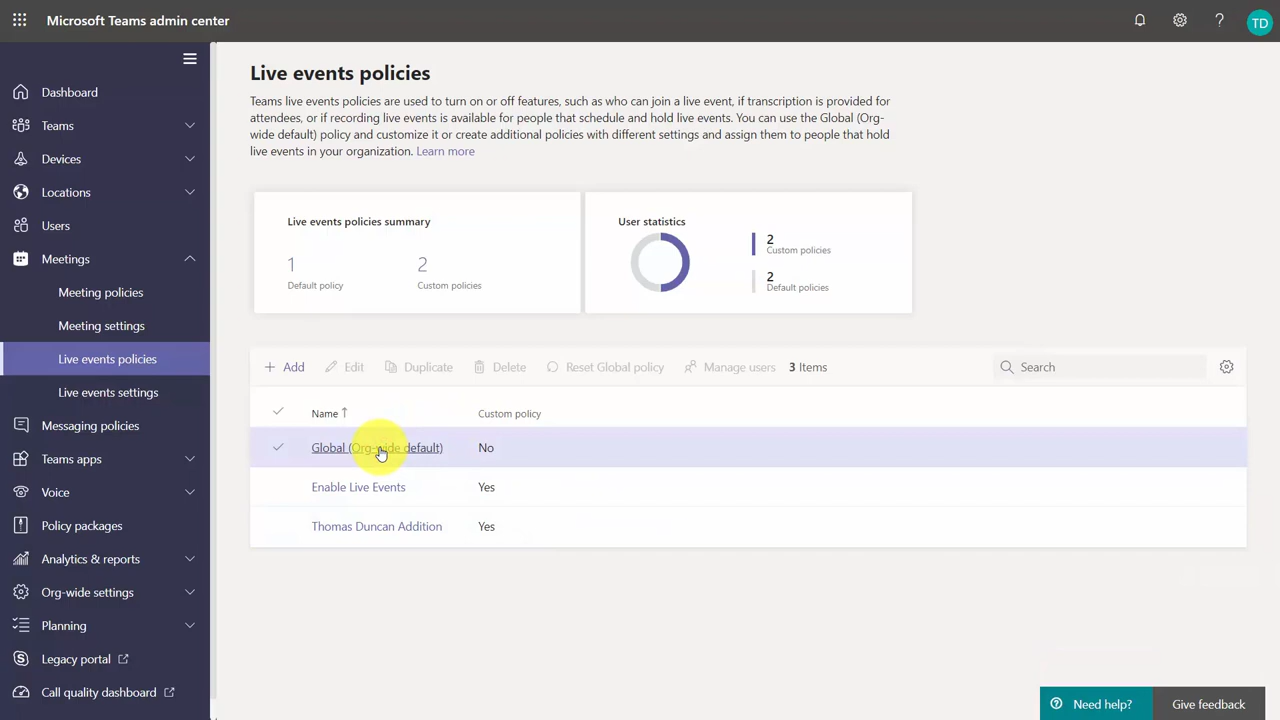 Microsoft Teams admin center
TD
Dashboard
Teams
Devices
Locations
Users
Meetings
Meeting policies
Meeting settings
Live events policies
Live events settings
Messaging policies
Teams apps
Voice
Policy packages
Analytics & reports
Org-wide settings
Planning
Legacy portal
Call quality dashboard
Live events policies
Teams live events policies are used to turn on or off features, such as who can join a live event, if transcription is provided for
attendees, or if recording live events is available for people that schedule and hold live events. You can use the Global (Org-
wide default) policy and customize it or create additional policies with different settings and assign them to people that hold
live events in your organization. Learn more
Live events policies summary
1
Default policy
2
Custom policies
User statistics
2
Custom policies
2
Default policies
+ Add Edit Duplicate Delete Reset Global policy Manage users 3 Items Search
Name ↑ Custom policy
Global (Org-wide default) No
Enable Live Events Yes
Thomas Duncan Addition Yes
Need help? Give feedback